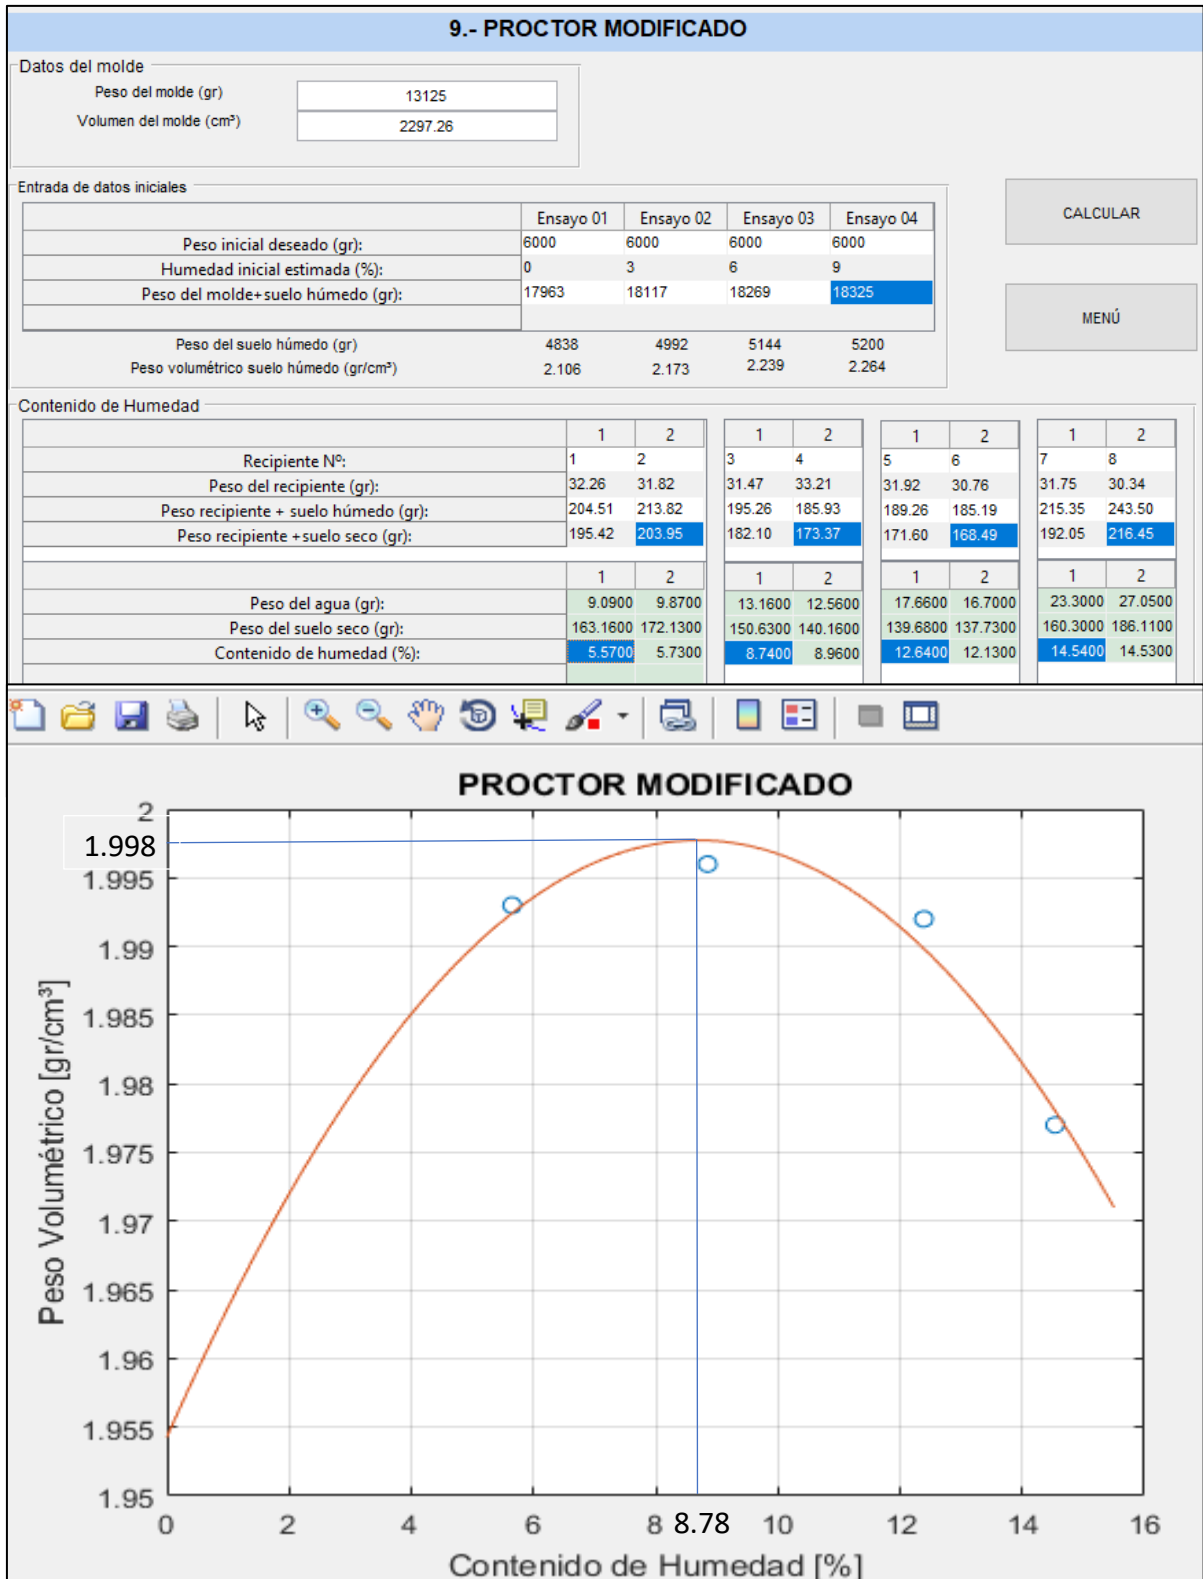 9.- PROCTOR MODIFICADO
Datos del molde
Peso del molde (gr) 13125
Volumen del molde (cm³) 2297.26
Entrada de datos iniciales
Ensayo 01 Ensayo 02 Ensayo 03 Ensayo 04
Peso inicial deseado (gr): 6000 6000 6000 6000
Humedad inicial estimada (%): 0 3 6 9
Peso del molde+suelo húmedo (gr): 17963 18117 18269 18325
Peso del suelo húmedo (gr) 4838 4992 5144 5200
Peso volumétrico suelo húmedo (gr/cm³) 2.106 2.173 2.239 2.264
CALCULAR
MENÚ
Contenido de Humedad
1 2 1 2 1 2 1 2
Recipiente Nº: 1 2 3 4 5 6 7 8
Peso del recipiente (gr): 32.26 31.82 31.47 33.21 31.92 30.76 31.75 30.34
Peso recipiente + suelo húmedo (gr): 204.51 213.82 195.26 185.93 189.26 185.19 215.35 243.50
Peso recipiente +suelo seco (gr): 195.42 203.95 182.10 173.37 171.60 168.49 192.05 216.45
1 2 1 2 1 2 1 2
Peso del agua (gr): 9.0900 9.8700 13.1600 12.5600 17.6600 16.7000 23.3000 27.0500
Peso del suelo seco (gr): 163.1600 172.1300 150.6300 140.1600 139.6800 137.7300 160.3000 186.1100
Contenido de humedad (%): 5.5700 5.7300 8.7400 8.9600 12.6400 12.1300 14.5400 14.5300
PROCTOR MODIFICADO
2
1.998
1.995
1.99
1.985
1.98
1.975
1.97
1.965
1.96
1.955
1.95
Peso Volumétrico [gr/cm³]
0 2 4 6 8 8.78 10 12 14 16
Contenido de Humedad [%]